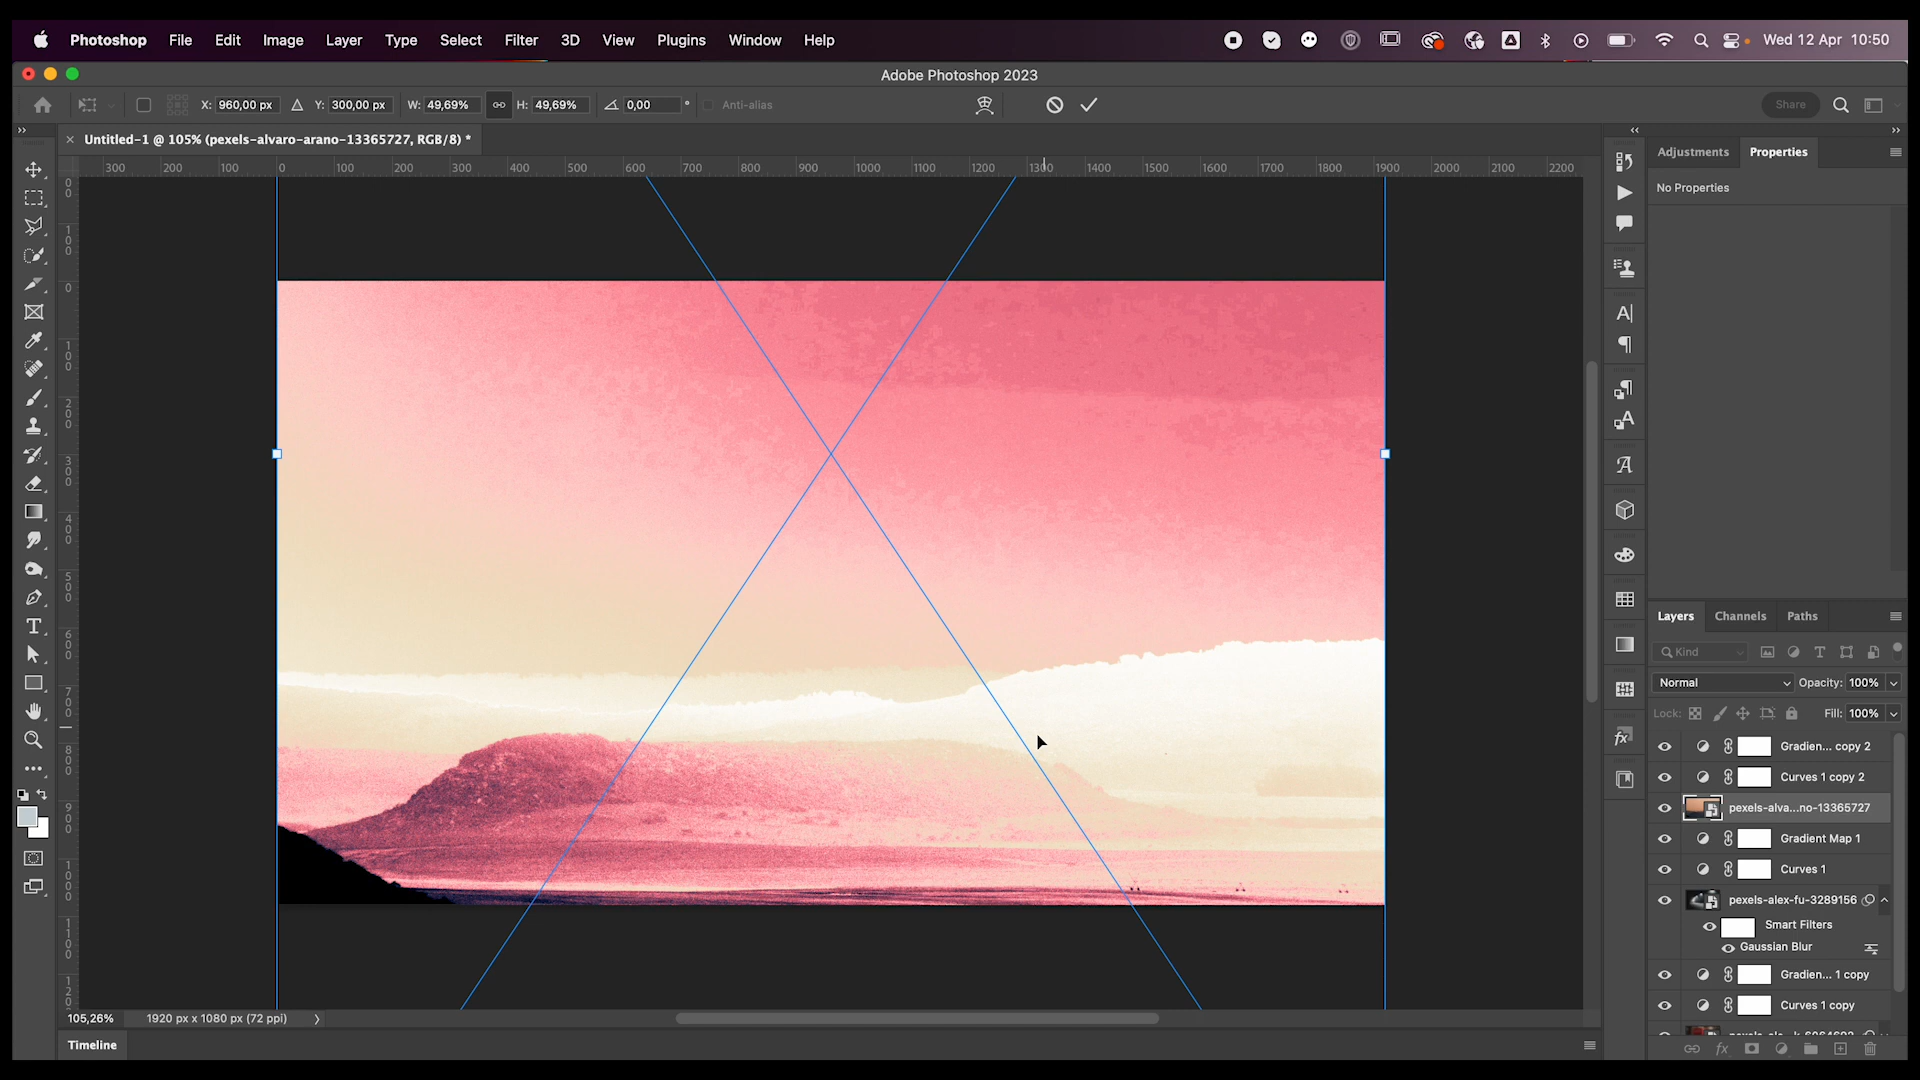 Photoshop File Edit Image Layer Type Select Filter 3D View Plugins Window Help Wed 12 Apr 10:50
Adobe Photoshop 2023
X: 960,00 px Y: 300,00 px W: 49,69% H: 49,69% 0,00 ° Anti-alias Share
Untitled-1 @ 105% (pexels-alvaro-arano-13365727, RGB/8) *
300 200 100 0 100 200 300 400 500 600 700 800 900 1000 1100 1200 1300 1400 1500 1600 1700 1800 1900 2000 2100 2200
Adjustments Properties
No Properties
Layers Channels Paths
Kind
Normal Opacity: 100%
Lock: Fill: 100%
Gradien... copy 2
Curves 1 copy 2
pexels-alva...no-13365727
Gradient Map 1
Curves 1
pexels-alex-fu-3289156
Smart Filters
Gaussian Blur
Gradien... 1 copy
Curves 1 copy
105,26% 1920 px x 1080 px (72 ppi)
Timeline